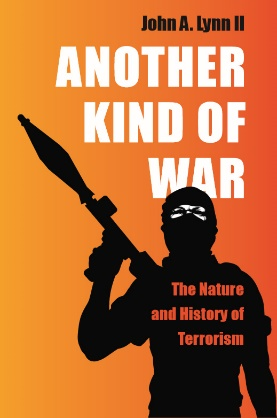 John A. Lynn II
ANOTHER
KIND OF
WAR
The Nature
and History of
Terrorism